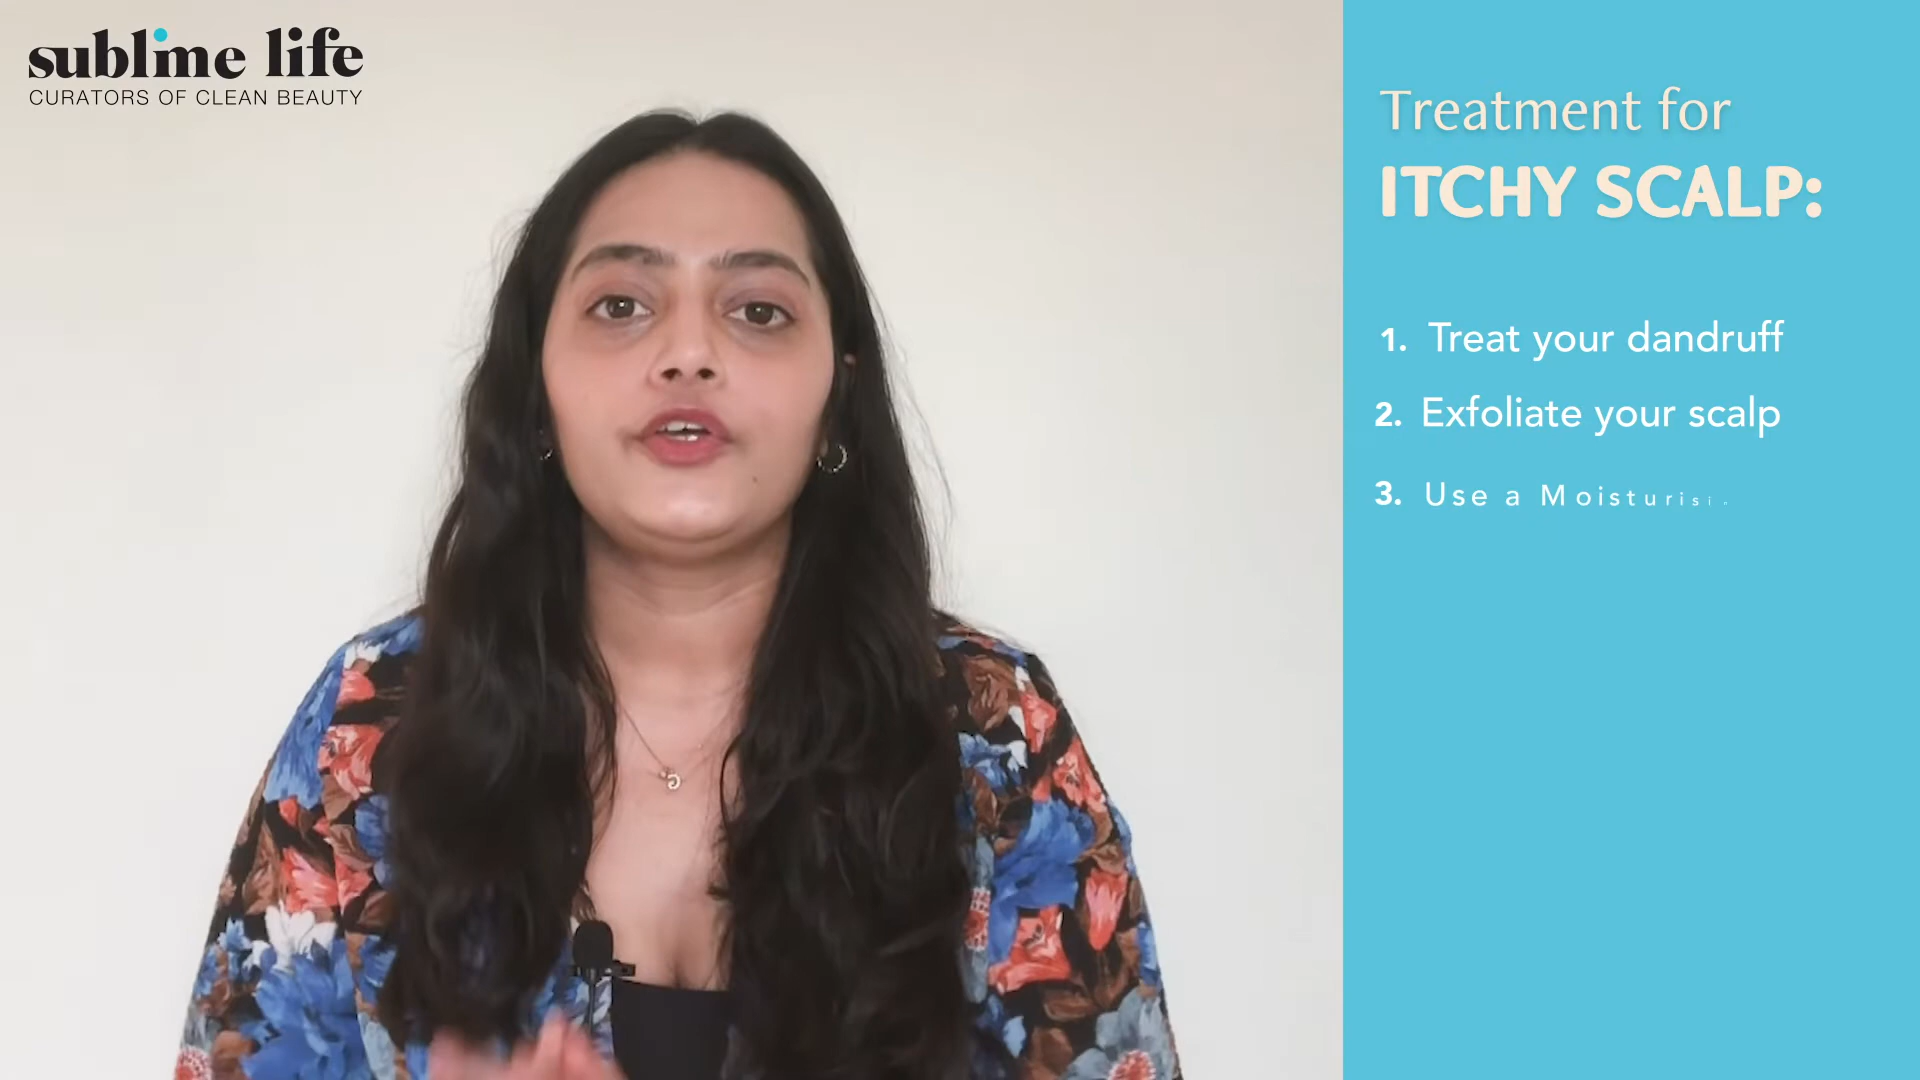 sublime life
CURATORS OF CLEAN BEAUTY
Treatment for
ITCHY SCALP:
1. Treat your dandruff
2. Exfoliate your scalp
3. Use a Moisturisi